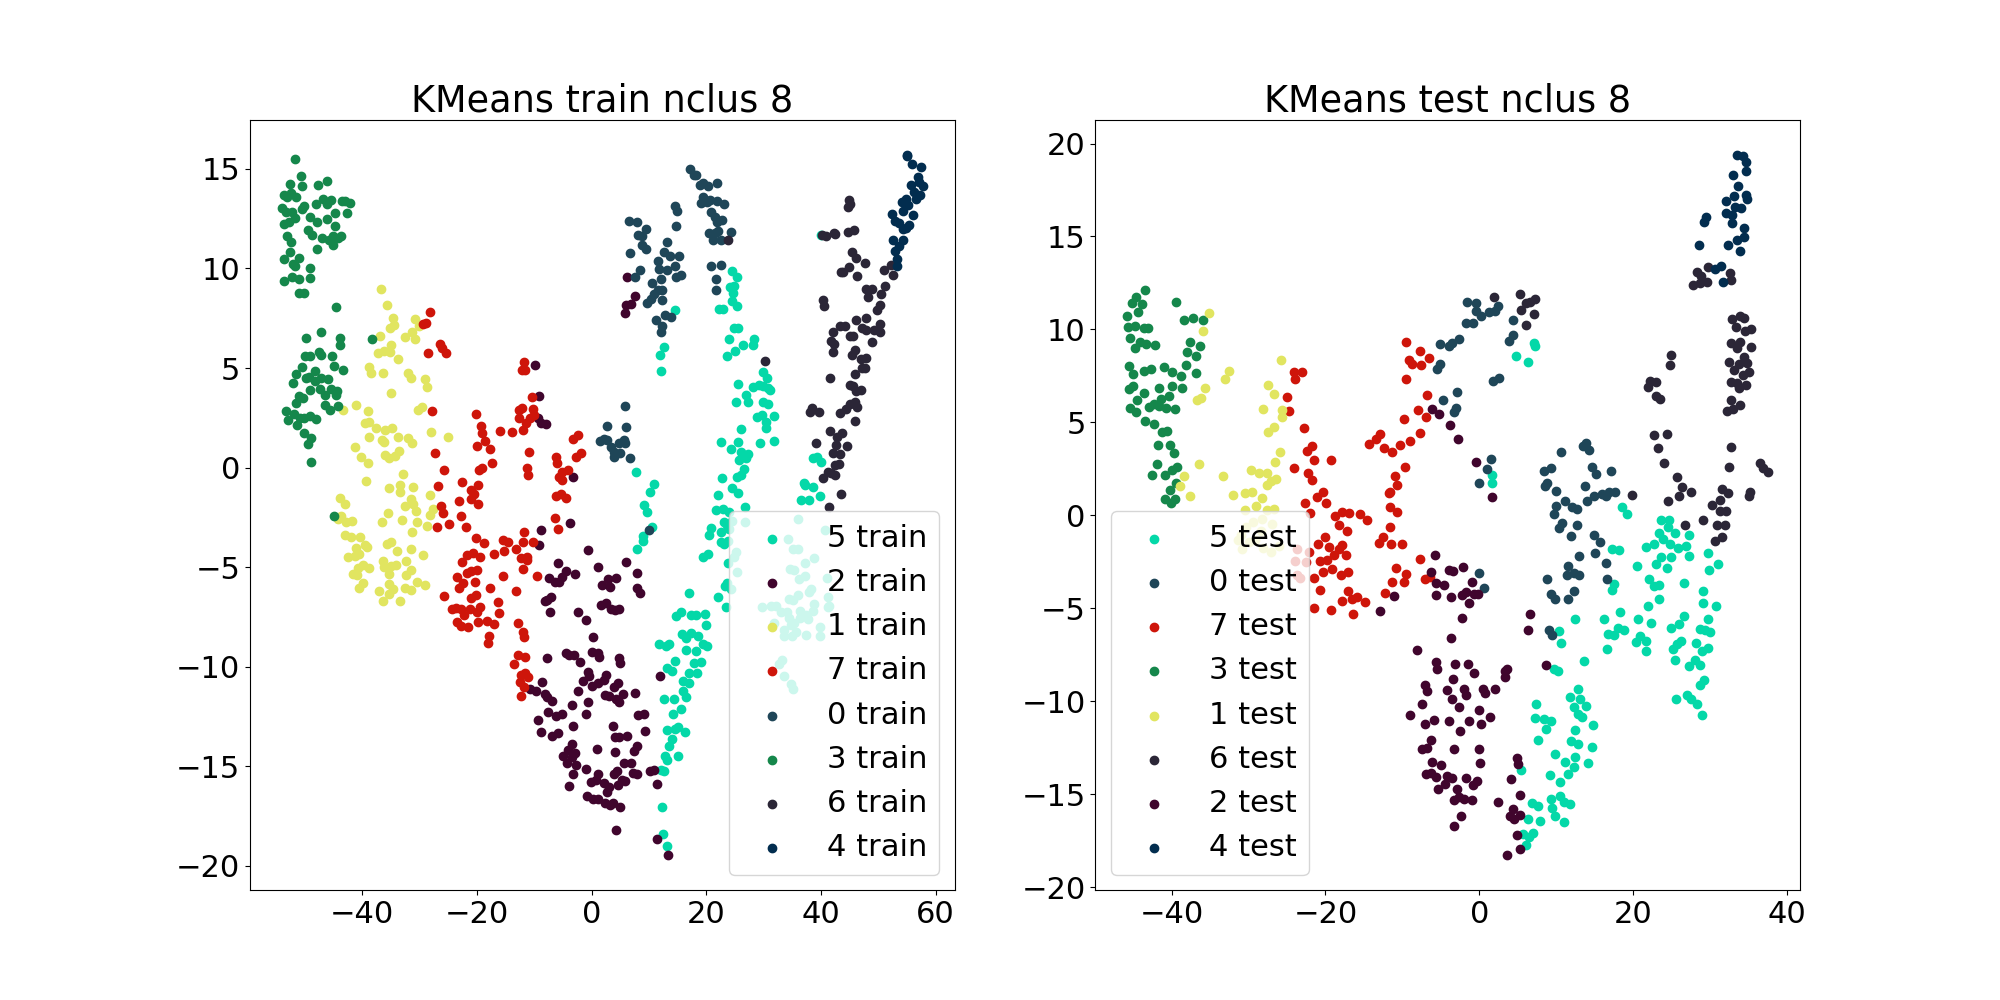 KMeans train nclus 8
15
10
5
0
−5
−10
−15
−20
−40
−20
0
20
40
60
5 train
2 train
1 train
7 train
0 train
3 train
6 train
4 train
KMeans test nclus 8
20
15
10
5
0
−5
−10
−15
−20
−40
−20
0
20
40
5 test
0 test
7 test
3 test
1 test
6 test
2 test
4 test